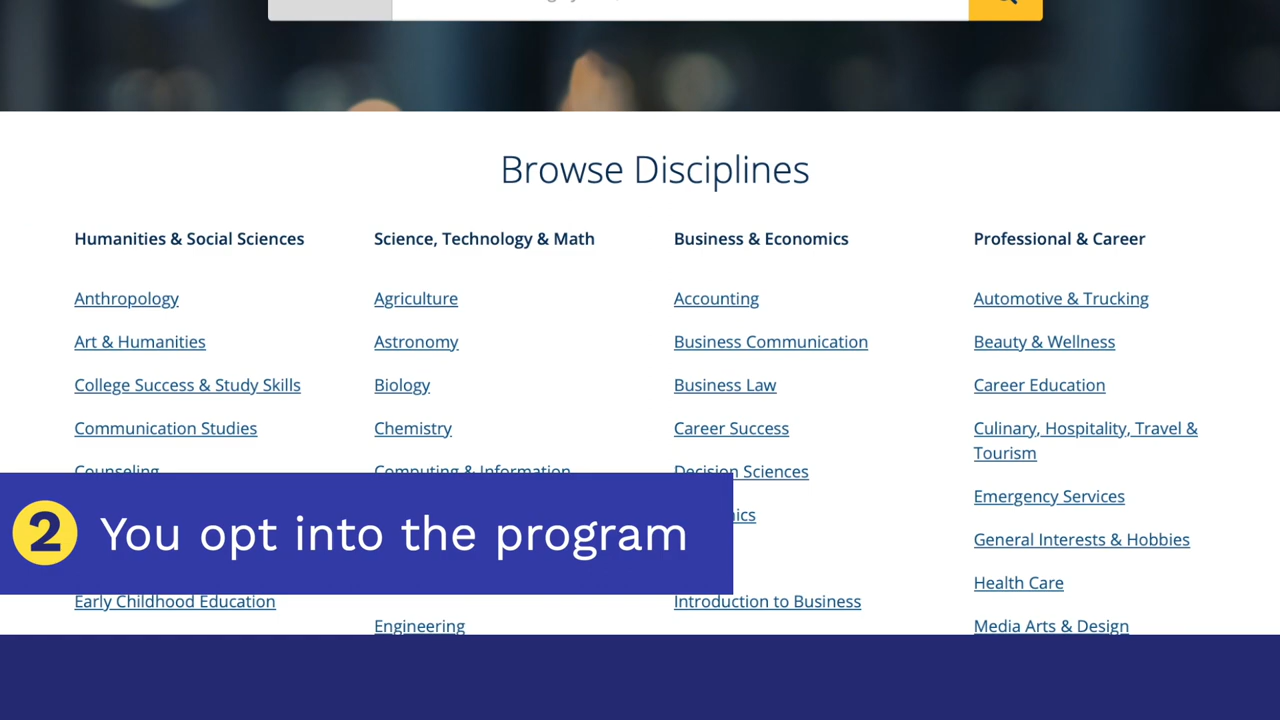 Browse Disciplines
Humanities & Social Sciences
Anthropology
Art & Humanities
College Success & Study Skills
Communication Studies
Counseling
Early Childhood Education
Science, Technology & Math
Agriculture
Astronomy
Biology
Chemistry
Computing & Information
Engineering
Business & Economics
Accounting
Business Communication
Business Law
Career Success
Decision Sciences
Introduction to Business
Professional & Career
Automotive & Trucking
Beauty & Wellness
Career Education
Culinary, Hospitality, Travel &
Tourism
Emergency Services
General Interests & Hobbies
Health Care
Media Arts & Design
2 You opt into the program